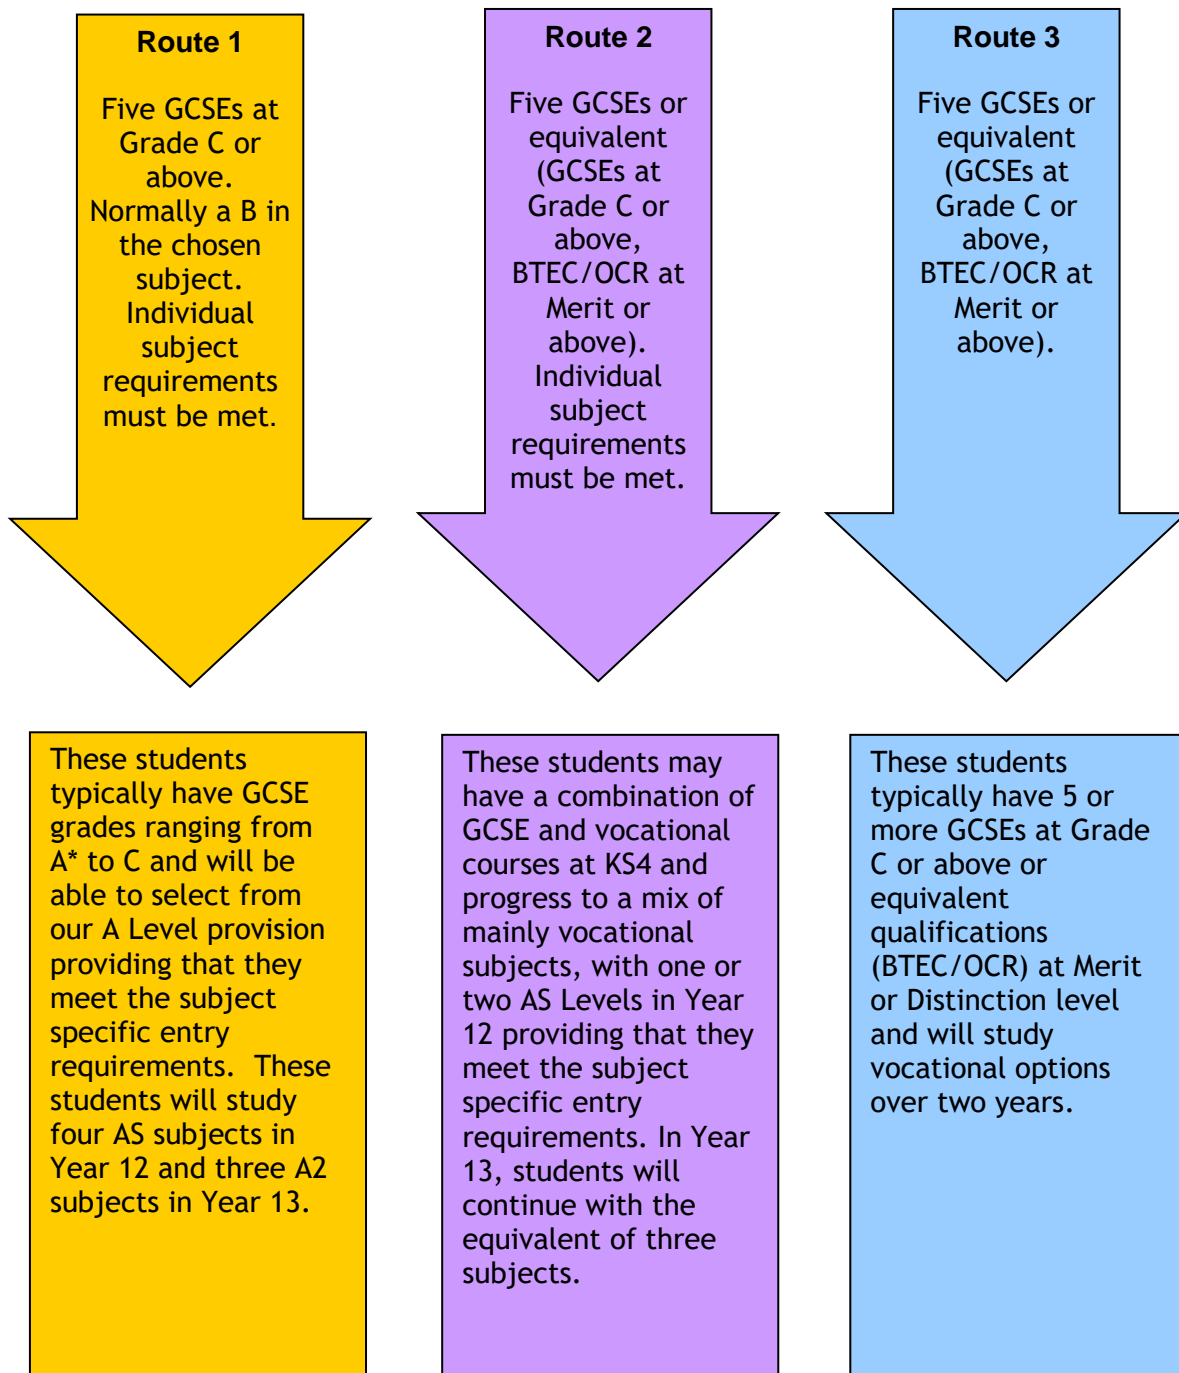 Route 1
Five GCSEs at
Grade C or
above.
Normally a B in
the chosen
subject.
Individual
subject
requirements
must be met.
Route 2
Five GCSEs or
equivalent
(GCSEs at
Grade C or
above,
BTEC/OCR at
Merit or
above).
Individual
subject
requirements
must be met.
Route 3
Five GCSEs or
equivalent
(GCSEs at
Grade C or
above,
BTEC/OCR at
Merit or
above).
These students
typically have GCSE
grades ranging from
A* to C and will be
able to select from
our A Level provision
providing that they
meet the subject
specific entry
requirements.  These
students will study
four AS subjects in
Year 12 and three A2
subjects in Year 13.
These students may
have a combination of
GCSE and vocational
courses at KS4 and
progress to a mix of
mainly vocational
subjects, with one or
two AS Levels in Year
12 providing that they
meet the subject
specific entry
requirements. In Year
13, students will
continue with the
equivalent of three
subjects.
These students
typically have 5 or
more GCSEs at Grade
C or above or
equivalent
qualifications
(BTEC/OCR) at Merit
or Distinction level
and will study
vocational options
over two years.